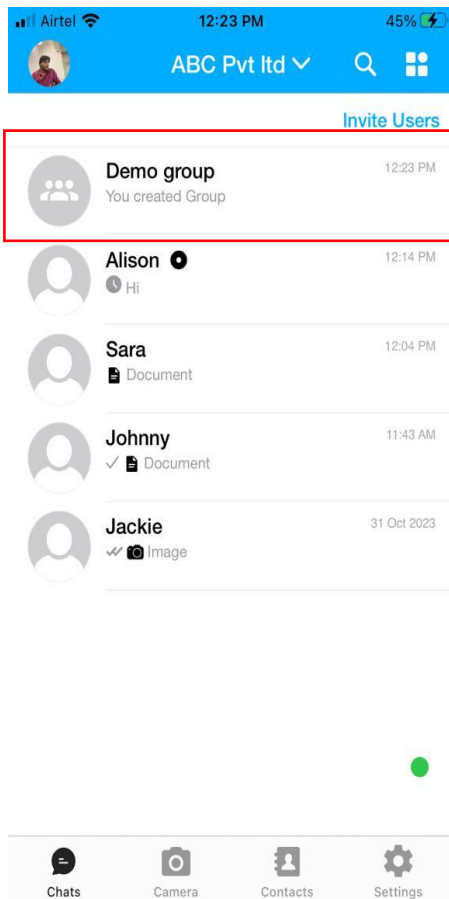 Airtel 12:23 PM 45%
ABC Pvt ltd
Invite Users
Demo group 12:23 PM
You created Group
Alison 12:14 PM
Hi
Sara 12:04 PM
Document
Johnny 11:43 AM
Document
Jackie 31 Oct 2023
Image
Chats Camera Contacts Settings